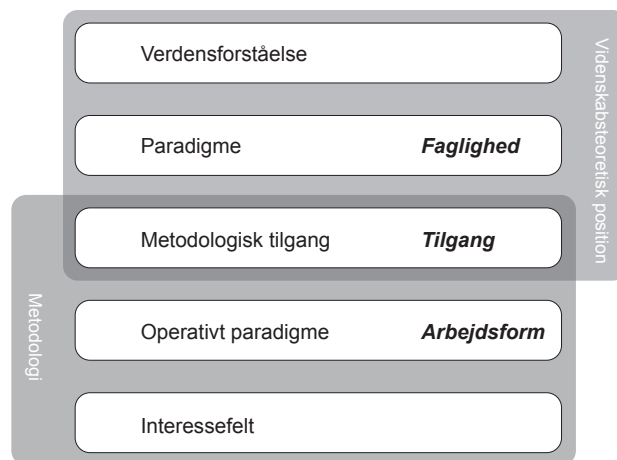 Verdensforståelse
Paradigme Faglighed
Metodologisk tilgang Tilgang
Operativt paradigme Arbejdsform
Interessefelt
Videnskabsteoretisk position
Metodologi